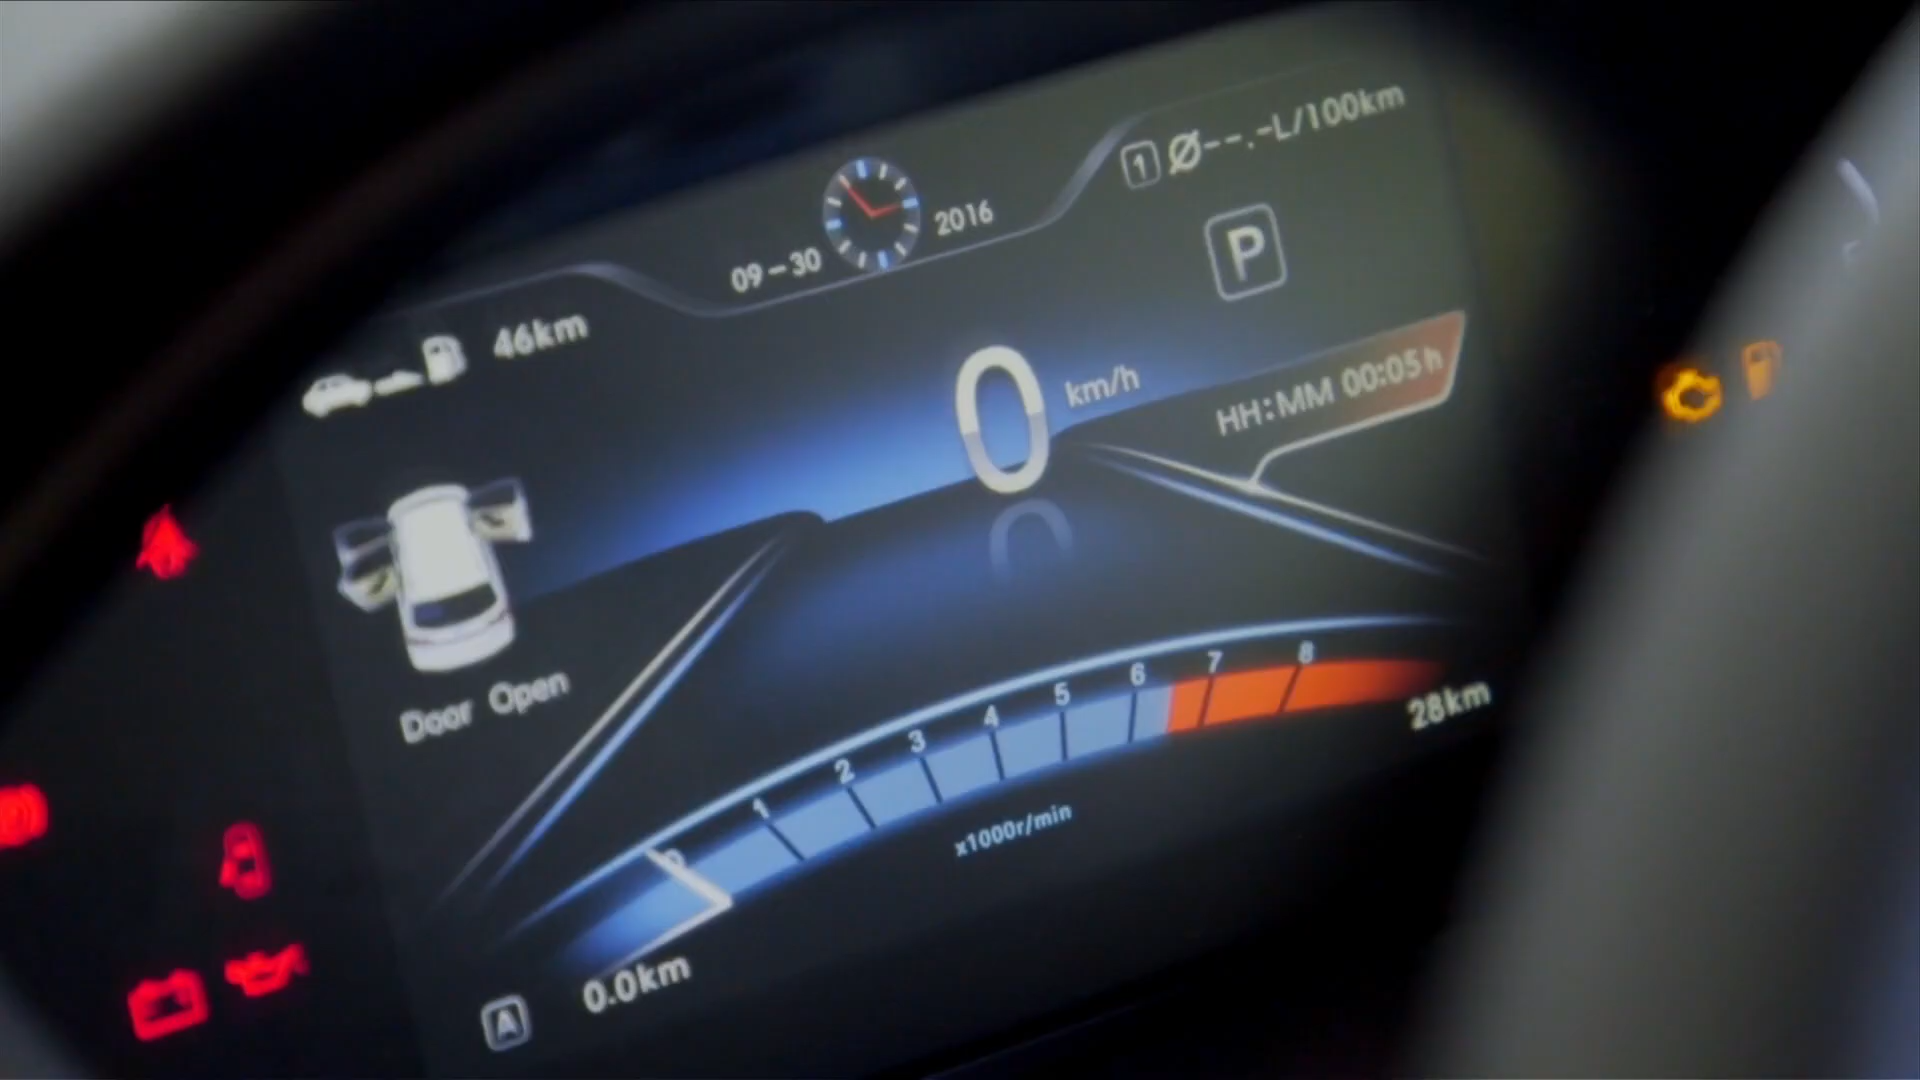 1 Ø--.-L/100km
09-30 2016
P
46km
0 km/h
HH:MM 00:05h
Door Open
0 1 2 3 4 5 6 7 8
28km
x1000r/min
A 0.0km